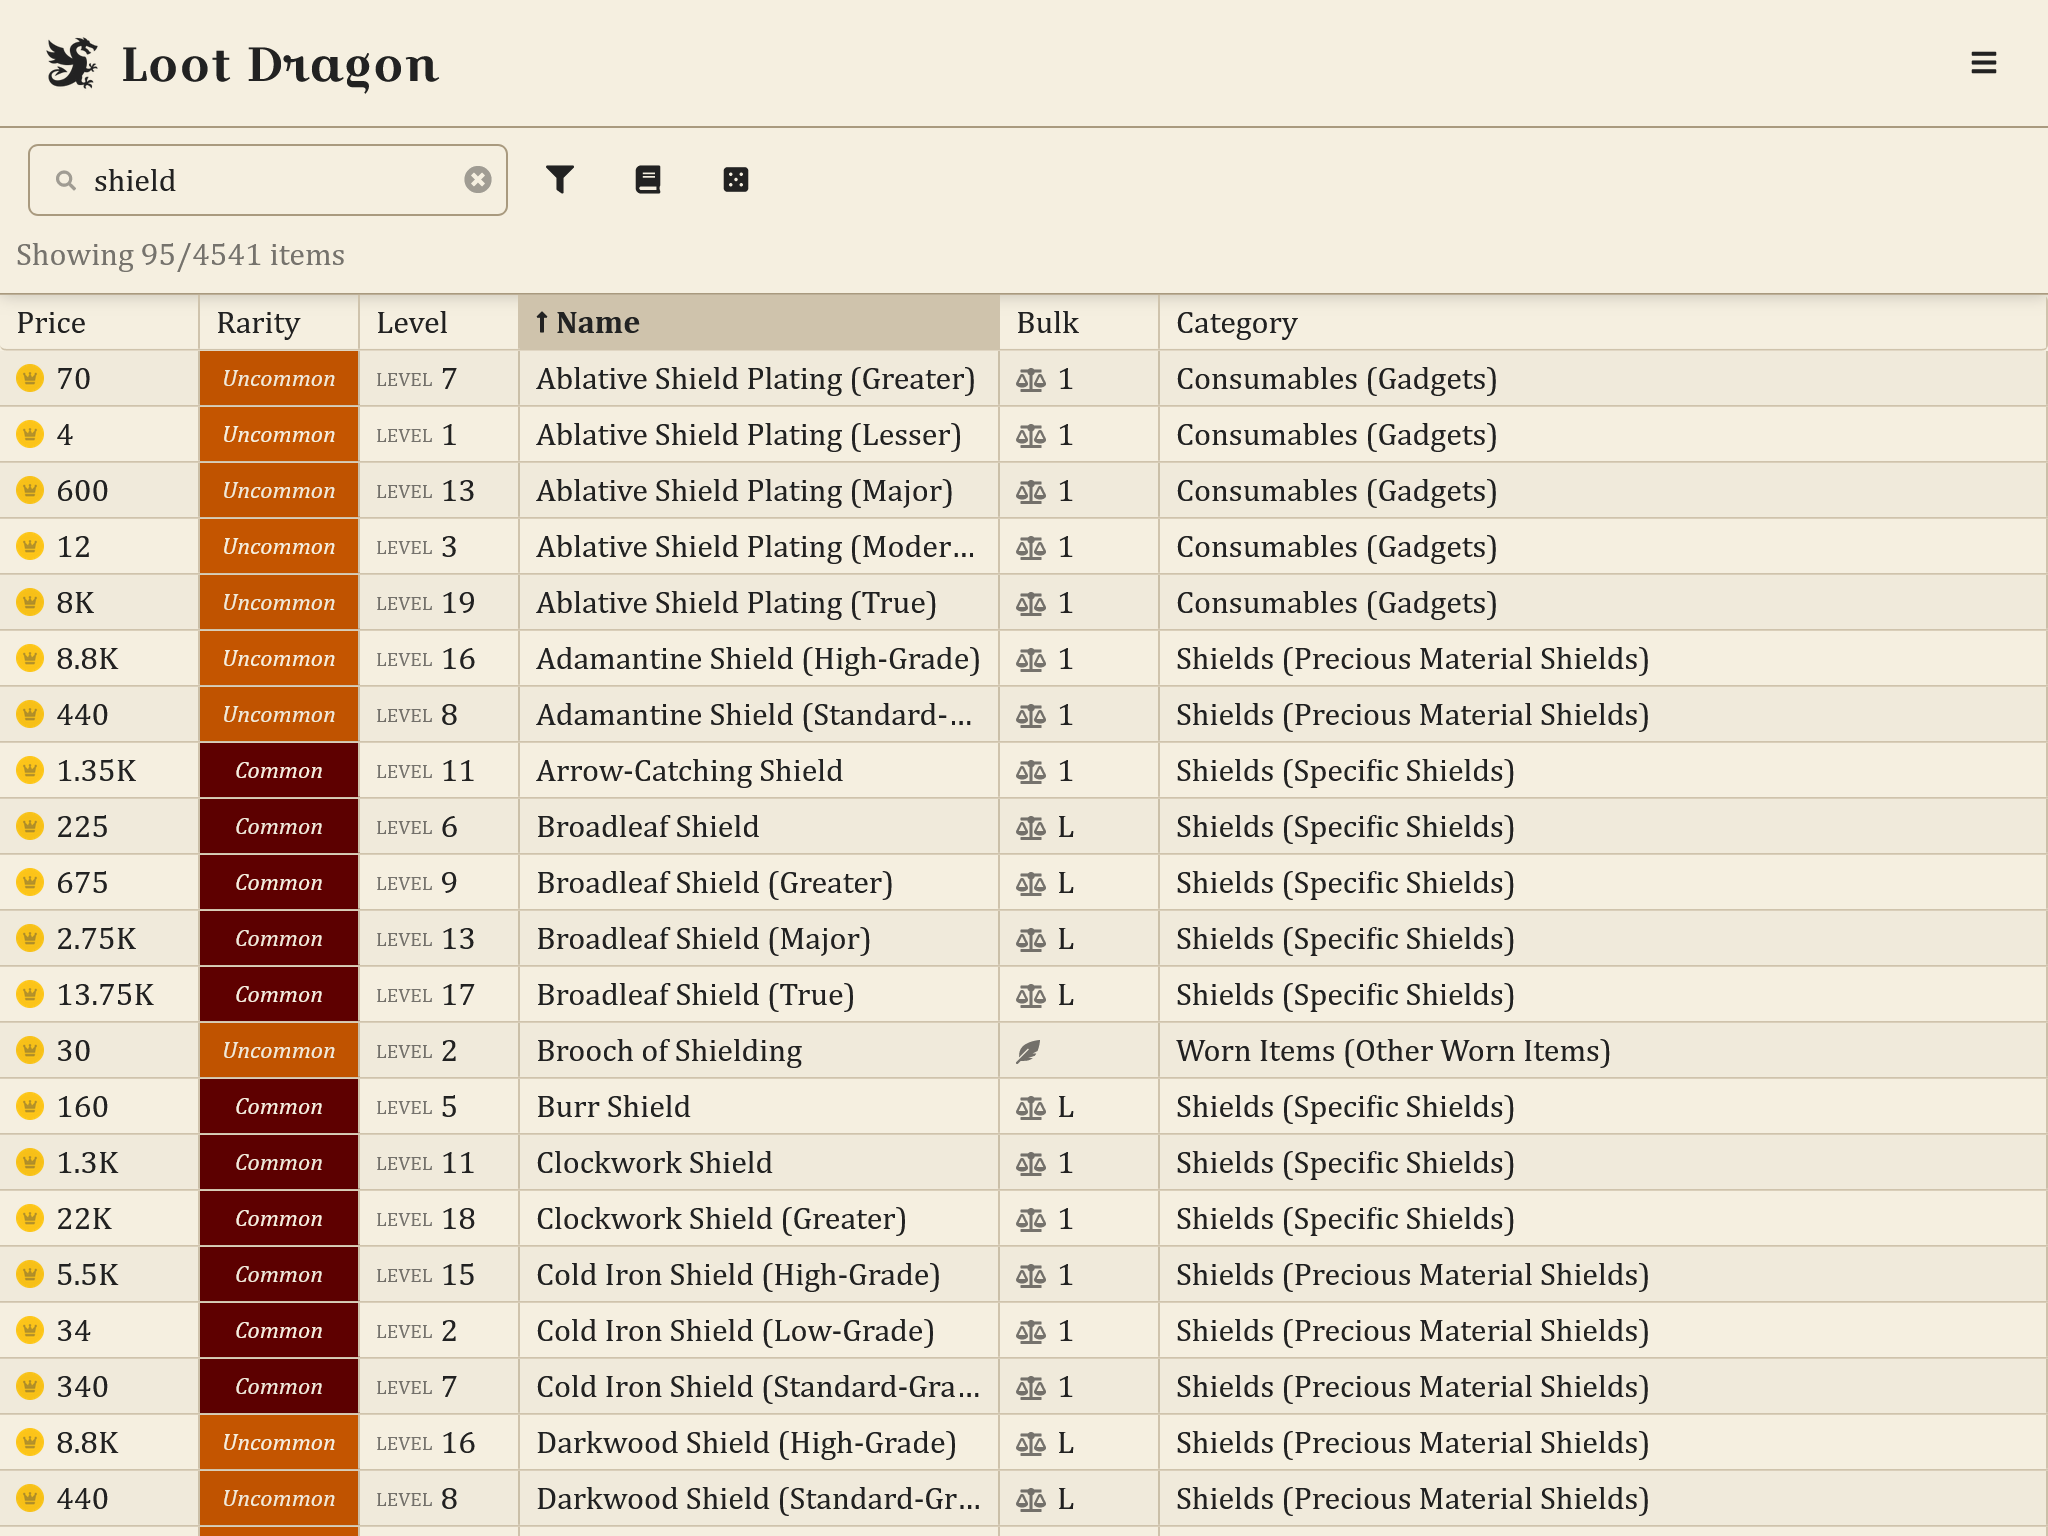 Loot Dragon
shield
Showing 95/4541 items
Price Rarity Level ↑ Name Bulk Category
70 Uncommon LEVEL 7 Ablative Shield Plating (Greater) 1 Consumables (Gadgets)
4 Uncommon LEVEL 1 Ablative Shield Plating (Lesser) 1 Consumables (Gadgets)
600 Uncommon LEVEL 13 Ablative Shield Plating (Major) 1 Consumables (Gadgets)
12 Uncommon LEVEL 3 Ablative Shield Plating (Moder... 1 Consumables (Gadgets)
8K Uncommon LEVEL 19 Ablative Shield Plating (True) 1 Consumables (Gadgets)
8.8K Uncommon LEVEL 16 Adamantine Shield (High-Grade) 1 Shields (Precious Material Shields)
440 Uncommon LEVEL 8 Adamantine Shield (Standard-... 1 Shields (Precious Material Shields)
1.35K Common LEVEL 11 Arrow-Catching Shield 1 Shields (Specific Shields)
225 Common LEVEL 6 Broadleaf Shield L Shields (Specific Shields)
675 Common LEVEL 9 Broadleaf Shield (Greater) L Shields (Specific Shields)
2.75K Common LEVEL 13 Broadleaf Shield (Major) L Shields (Specific Shields)
13.75K Common LEVEL 17 Broadleaf Shield (True) L Shields (Specific Shields)
30 Uncommon LEVEL 2 Brooch of Shielding Worn Items (Other Worn Items)
160 Common LEVEL 5 Burr Shield L Shields (Specific Shields)
1.3K Common LEVEL 11 Clockwork Shield 1 Shields (Specific Shields)
22K Common LEVEL 18 Clockwork Shield (Greater) 1 Shields (Specific Shields)
5.5K Common LEVEL 15 Cold Iron Shield (High-Grade) 1 Shields (Precious Material Shields)
34 Common LEVEL 2 Cold Iron Shield (Low-Grade) 1 Shields (Precious Material Shields)
340 Common LEVEL 7 Cold Iron Shield (Standard-Gra... 1 Shields (Precious Material Shields)
8.8K Uncommon LEVEL 16 Darkwood Shield (High-Grade) L Shields (Precious Material Shields)
440 Uncommon LEVEL 8 Darkwood Shield (Standard-Gr... L Shields (Precious Material Shields)